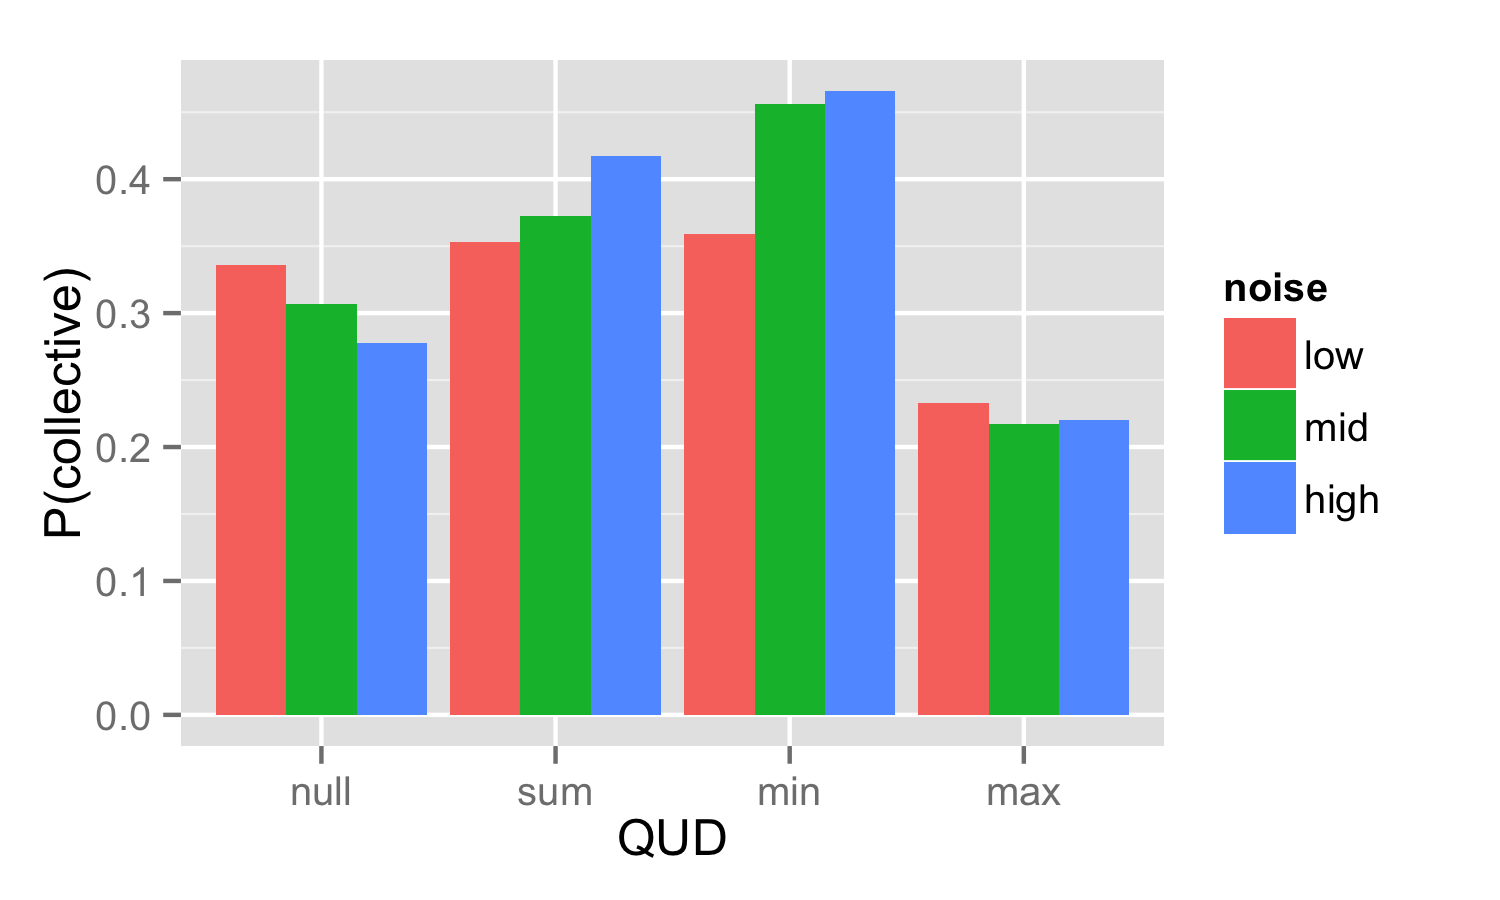 0.4
0.3
0.2
0.1
0.0
P(collective)
null sum min max
QUD
noise
low
mid
high